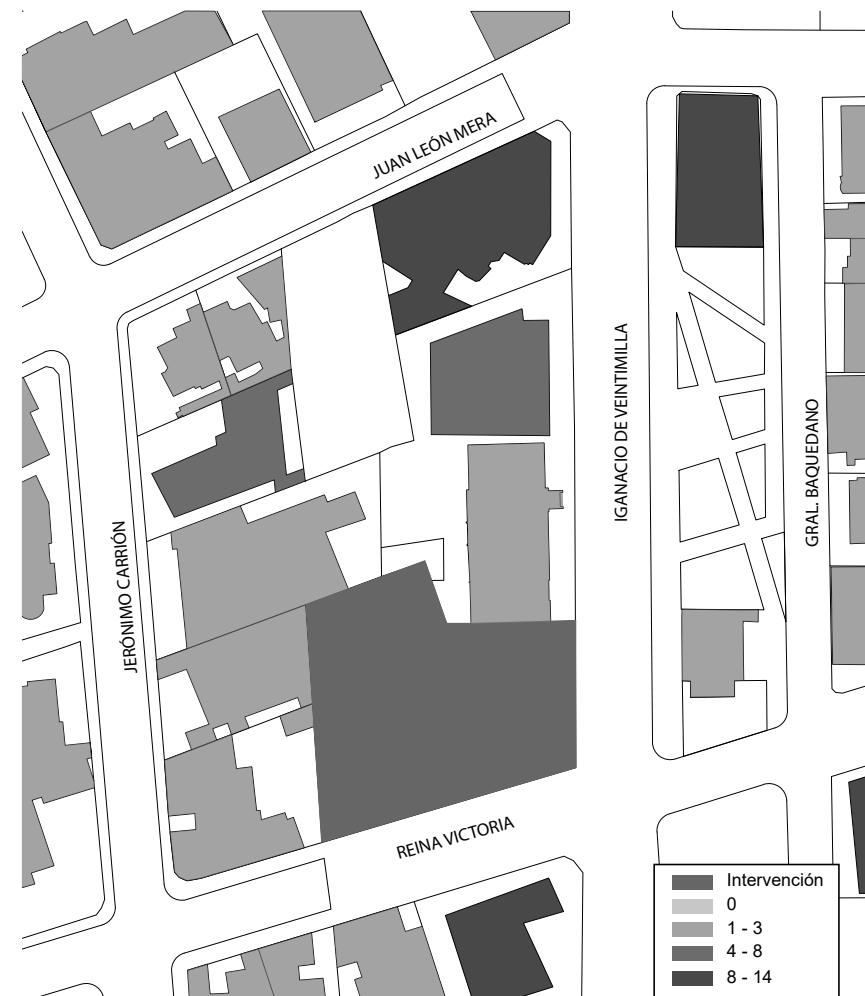 JUAN LEÓN MERA
IGANACIO DE VEINTIMILLA
GRAL. BAQUEDANO
JERÓNIMO CARRIÓN
REINA VICTORIA
Intervención
0
1 - 3
4 - 8
8 - 14